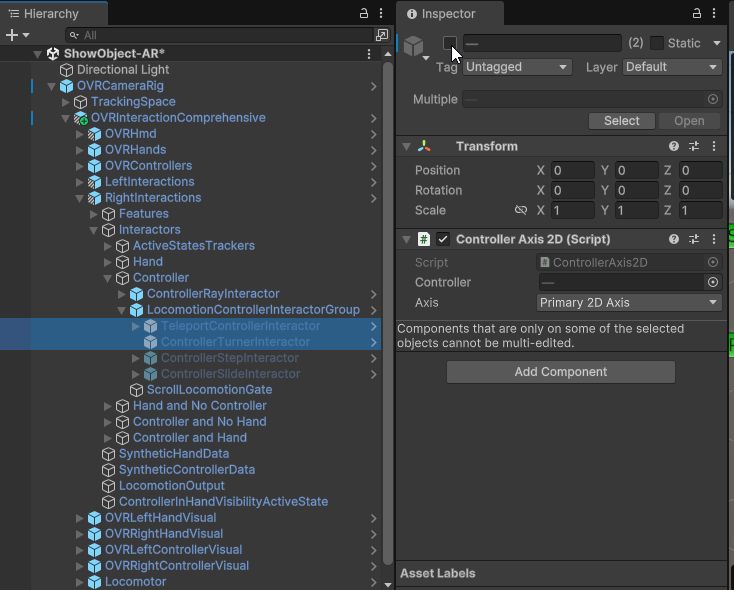 Hierarchy
All
ShowObject-AR*
Directional Light
OVRCameraRig
TrackingSpace
OVRInteractionComprehensive
OVRHmd
OVRHands
OVRControllers
LeftInteractions
RightInteractions
Features
Interactors
ActiveStatesTrackers
Hand
Controller
ControllerRayInteractor
LocomotionControllerInteractorGroup
TeleportControllerInteractor
ControllerTurnerInteractor
ControllerStepInteractor
ControllerSlideInteractor
ScrollLocomotionGate
Hand and No Controller
Controller and No Hand
Controller and Hand
SyntheticHandData
SyntheticControllerData
LocomotionOutput
ControllerInHandVisibilityActiveState
OVRLeftHandVisual
OVRRightHandVisual
OVRLeftControllerVisual
OVRRightControllerVisual
Locomotor
Inspector
— (2) Static
Tag Untagged Layer Default
Multiple —
Select Open
Transform
Position X 0 Y 0 Z 0
Rotation X 0 Y 0 Z 0
Scale X 1 Y 1 Z 1
# Controller Axis 2D (Script)
Script # ControllerAxis2D
Controller —
Axis Primary 2D Axis
Components that are only on some of the selected
objects cannot be multi-edited.
Add Component
Asset Labels